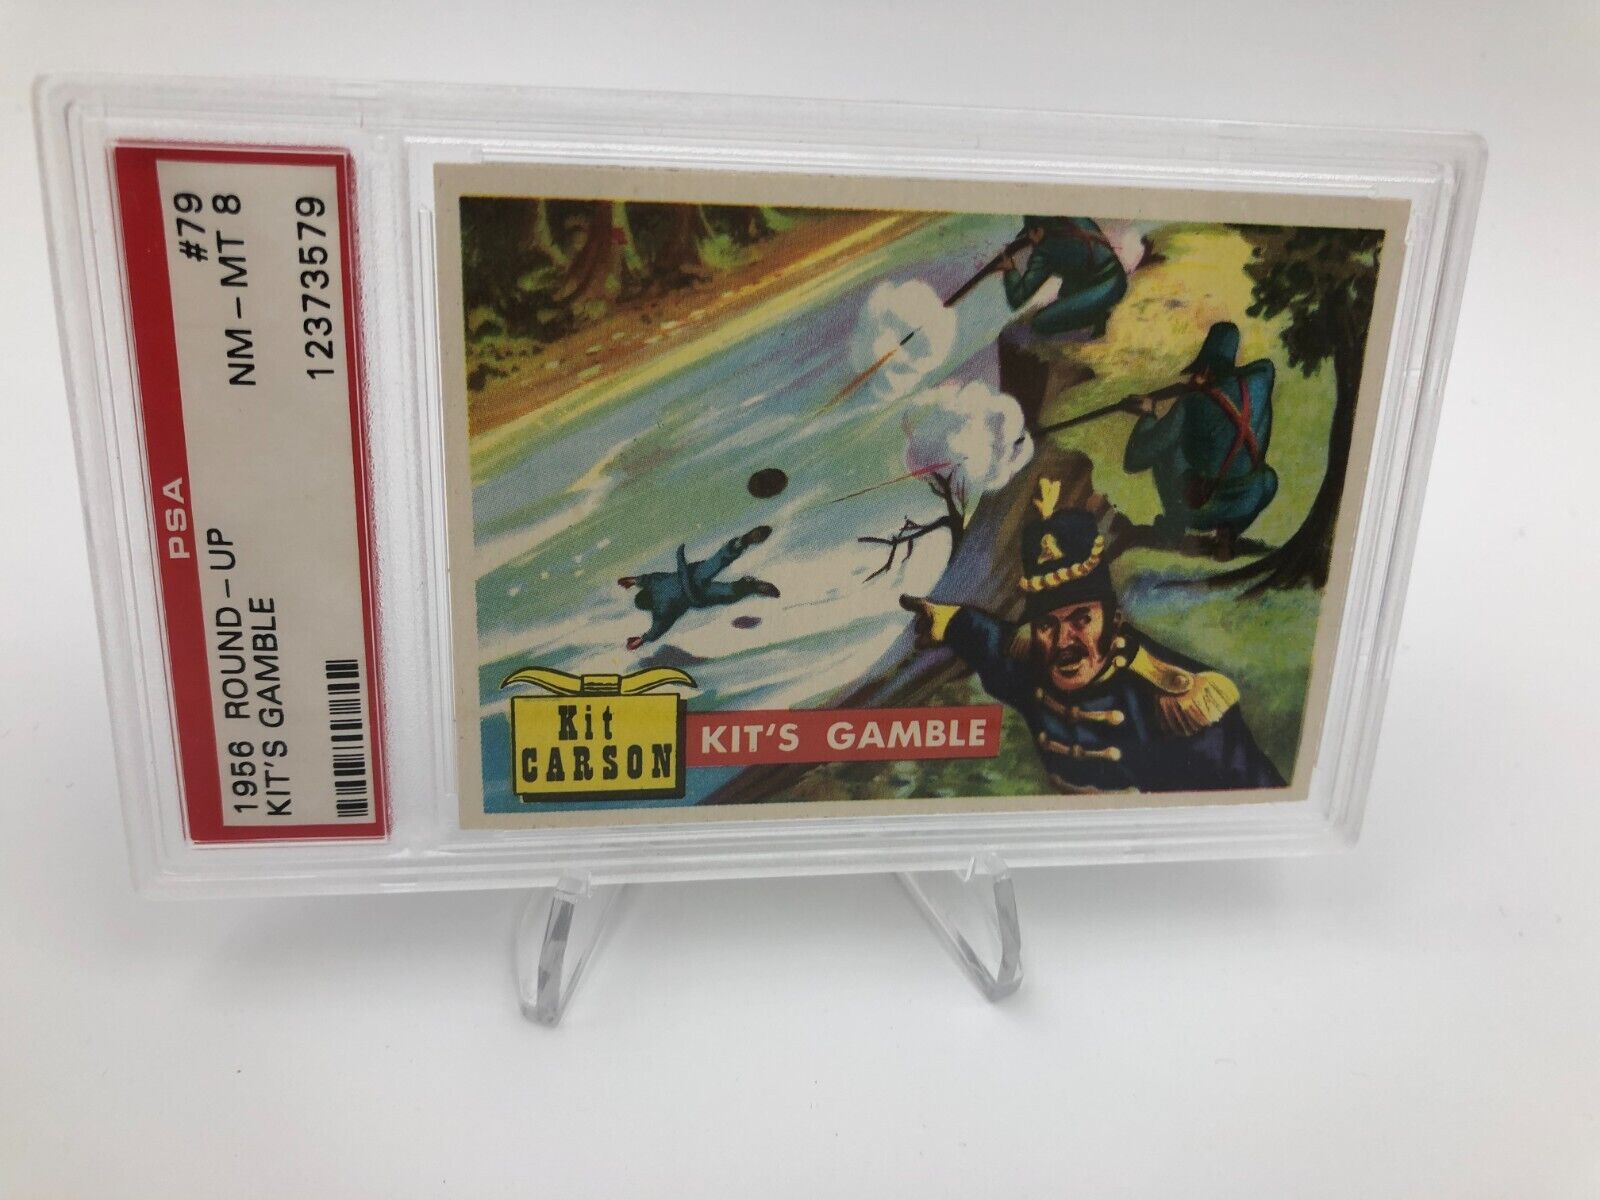 PSA
1956 ROUND-UP #79
KIT'S GAMBLE NM-MT 8
12373579
A
Kit
CARSON
KIT'S GAMBLE